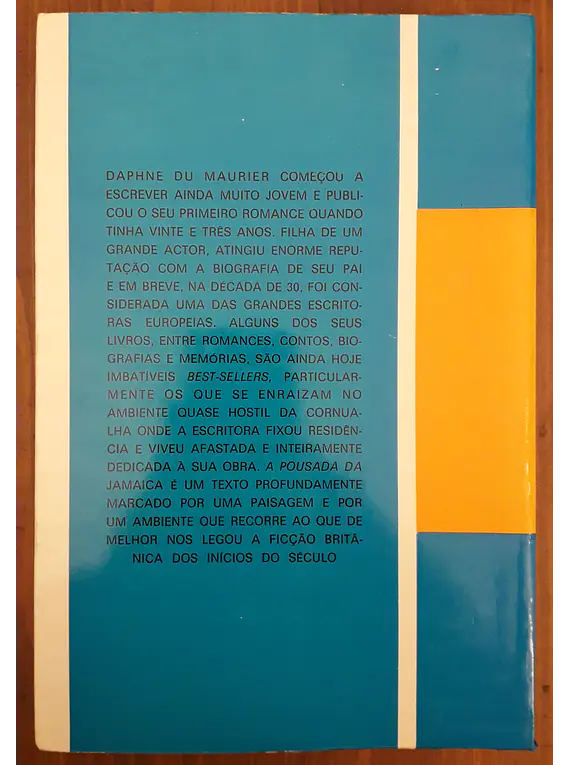 DAPHNE DU MAURIER COMEÇOU A
ESCREVER AINDA MUITO JOVEM E PUBLI-
COU O SEU PRIMEIRO ROMANCE QUANDO
TINHA VINTE E TRÊS ANOS. FILHA DE UM
GRANDE ACTOR, ATINGIU ENORME REPU-
TAÇÃO COM A BIOGRAFIA DE SEU PAI
E EM BREVE, NA DÉCADA DE 30, FOI CON-
SIDERADA UMA DAS GRANDES ESCRITO-
RAS EUROPEIAS. ALGUNS DOS SEUS
LIVROS, ENTRE ROMANCES, CONTOS, BIO-
GRAFIAS E MEMÓRIAS, SÃO AINDA HOJE
IMBATÍVEIS BEST-SELLERS, PARTICULAR-
MENTE OS QUE SE ENRAIZAM NO
AMBIENTE QUASE HOSTIL DA CORNUA-
LHA ONDE A ESCRITORA FIXOU RESIDÊN-
CIA E VIVEU AFASTADA E INTEIRAMENTE
DEDICADA À SUA OBRA. A POUSADA DA
JAMAICA É UM TEXTO PROFUNDAMENTE
MARCADO POR UMA PAISAGEM E POR
UM AMBIENTE QUE RECORRE AO QUE DE
MELHOR NOS LEGOU A FICÇÃO BRITÂ-
NICA DOS INÍCIOS DO SÉCULO